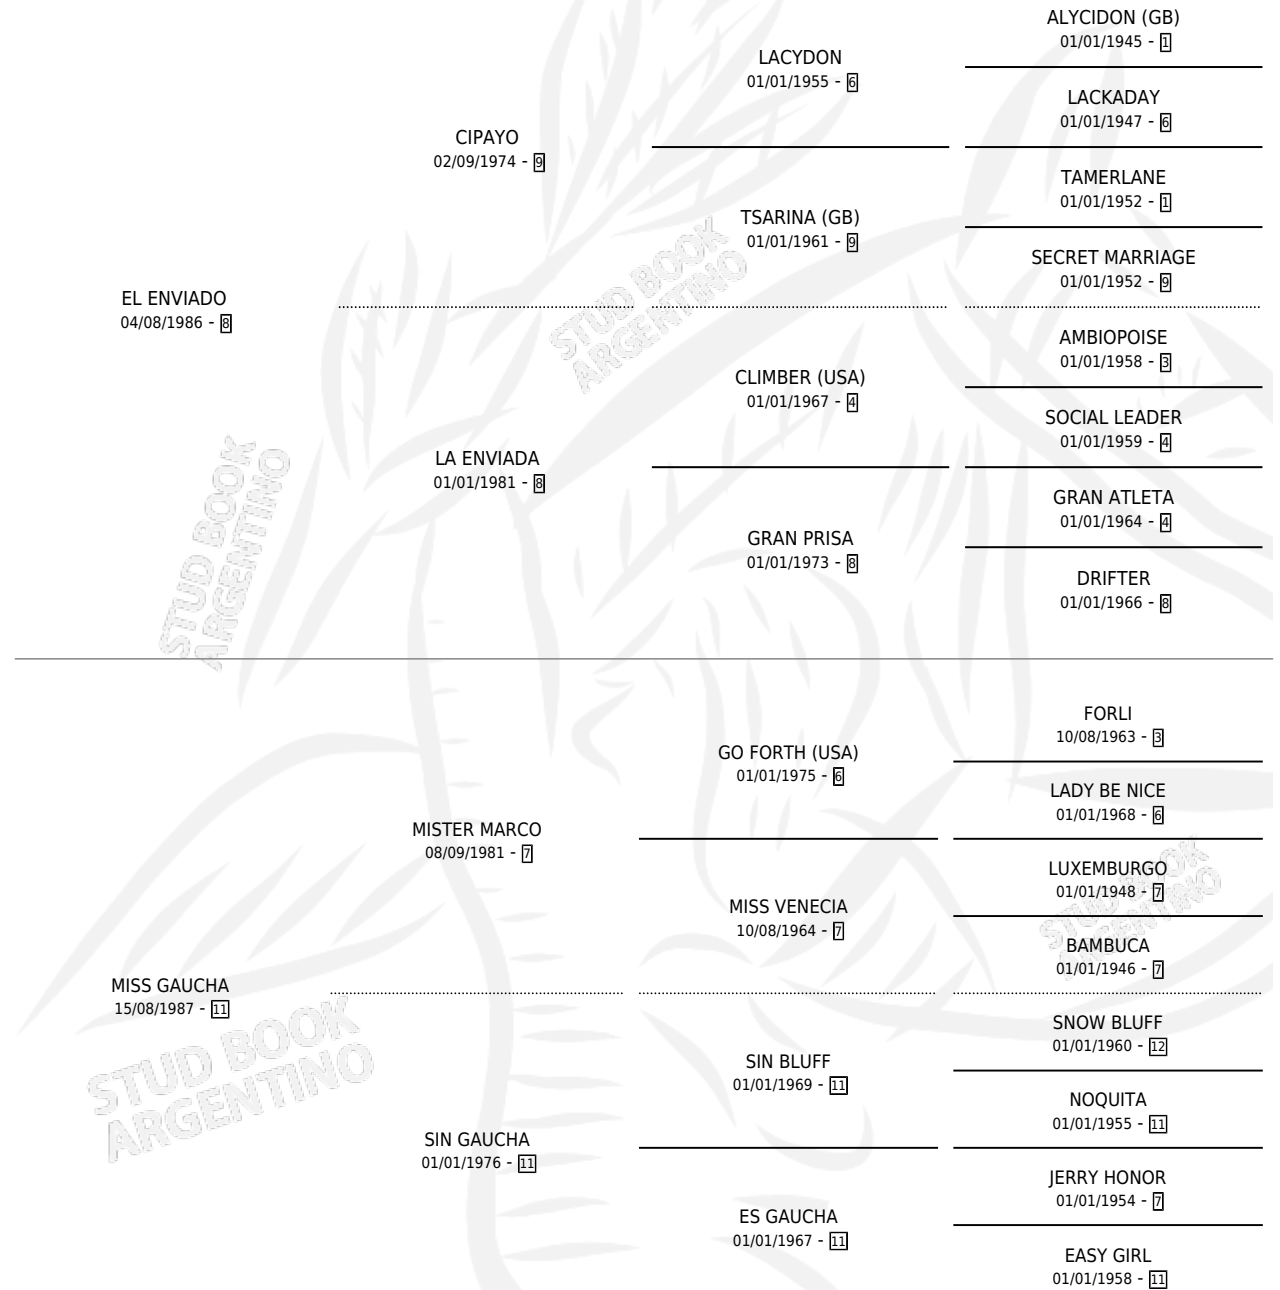 ALYCIDON (GB)
01/01/1945 - 1
LACYDON
01/01/1955 - 6
LACKADAY
01/01/1947 - 6
CIPAYO
02/09/1974 - 9
TAMERLANE
01/01/1952 - 1
TSARINA (GB)
01/01/1961 - 9
SECRET MARRIAGE
01/01/1952 - 9
EL ENVIADO
04/08/1986 - 8
AMBIOPOISE
01/01/1958 - 3
CLIMBER (USA)
01/01/1967 - 4
SOCIAL LEADER
01/01/1959 - 4
LA ENVIADA
01/01/1981 - 8
GRAN ATLETA
01/01/1964 - 4
GRAN PRISA
01/01/1973 - 8
DRIFTER
01/01/1966 - 8
STUD BOOK
ARGENTINO
STUD BOOK
ARGENTINO
FORLI
10/08/1963 - 3
GO FORTH (USA)
01/01/1975 - 6
LADY BE NICE
01/01/1968 - 6
MISTER MARCO
08/09/1981 - 7
LUXEMBURGO
01/01/1948 - 7
MISS VENECIA
10/08/1964 - 7
BAMBUCA
01/01/1946 - 7
STUD BOOK
ARGENTINO
MISS GAUCHA
15/08/1987 - 11
SNOW BLUFF
01/01/1960 - 12
SIN BLUFF
01/01/1969 - 11
NOQUITA
01/01/1955 - 11
SIN GAUCHA
01/01/1976 - 11
JERRY HONOR
01/01/1954 - 7
ES GAUCHA
01/01/1967 - 11
EASY GIRL
01/01/1958 - 11
STUD BOOK
ARGENTINO